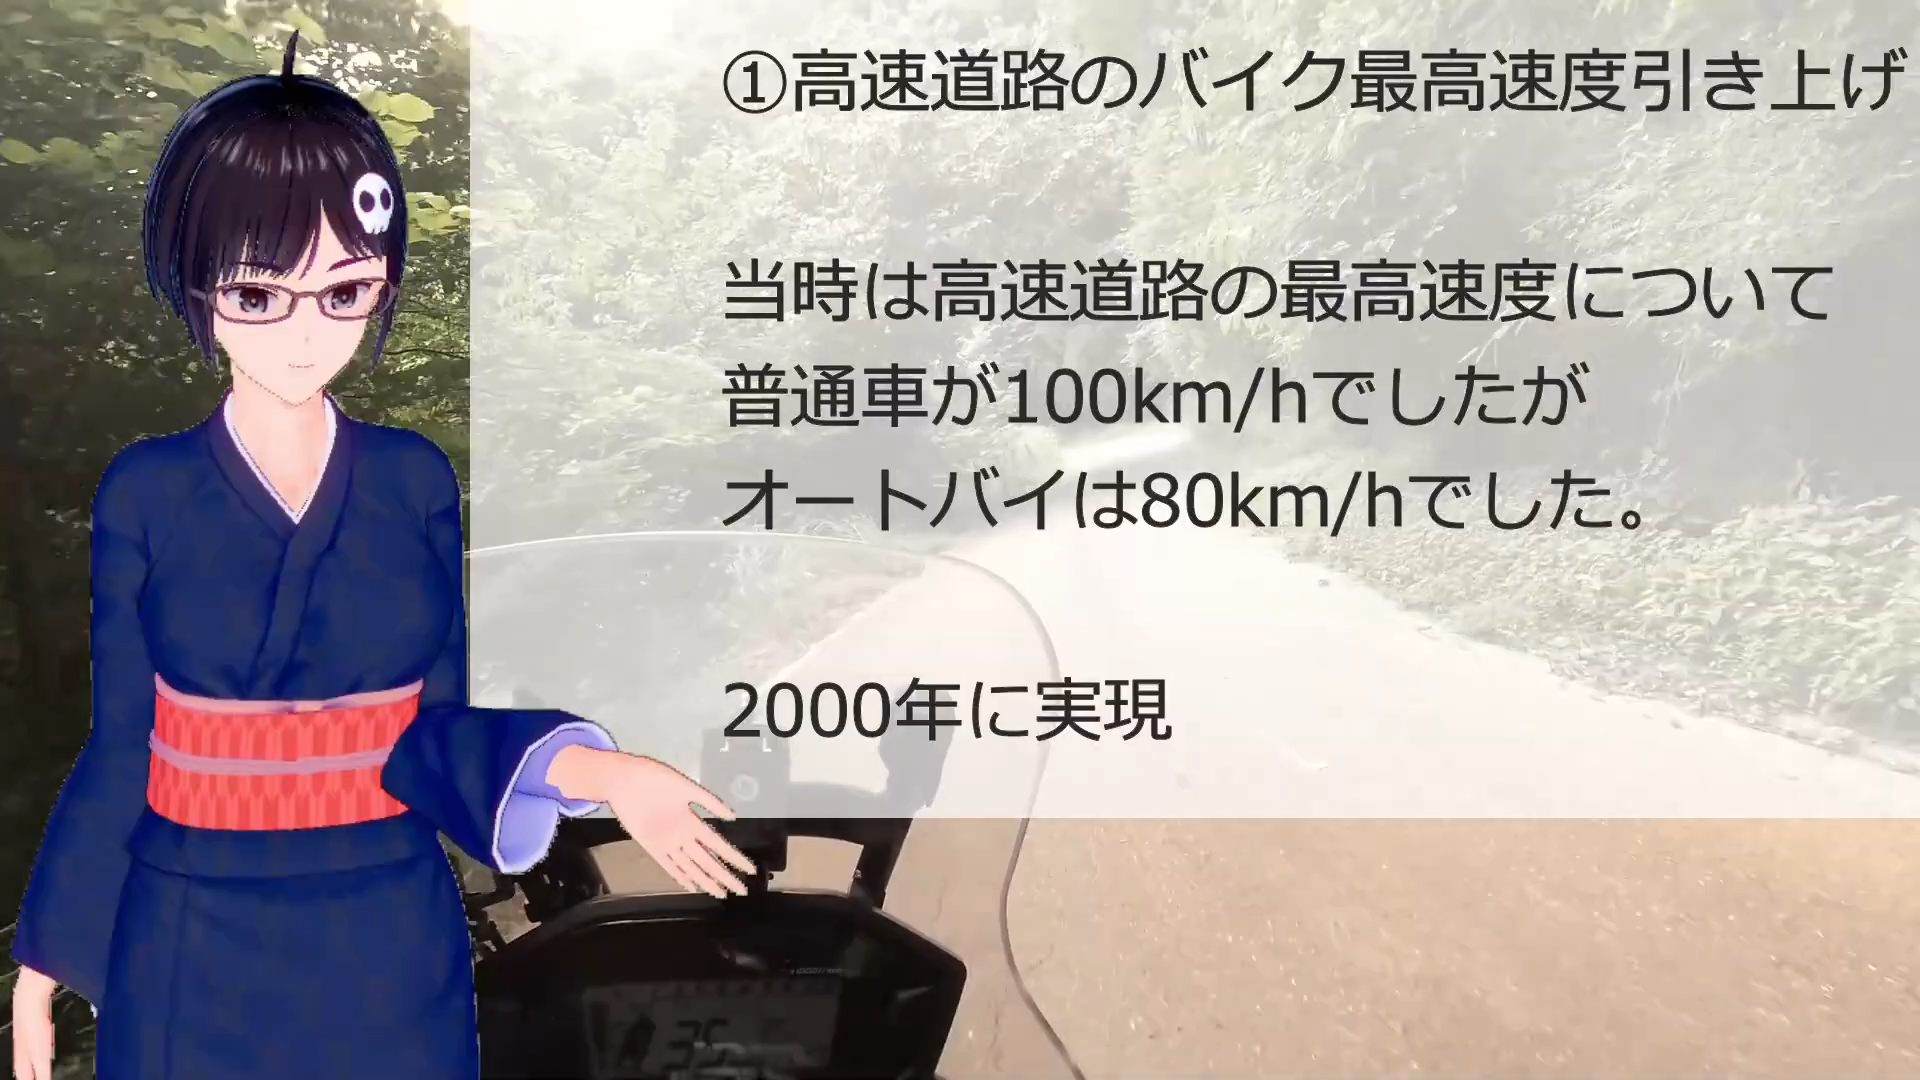 ①高速道路のバイク最高速度引き上げ
当時は高速道路の最高速度について
普通車が100km/hでしたが
オートバイは80km/hでした。
2000年に実現
35